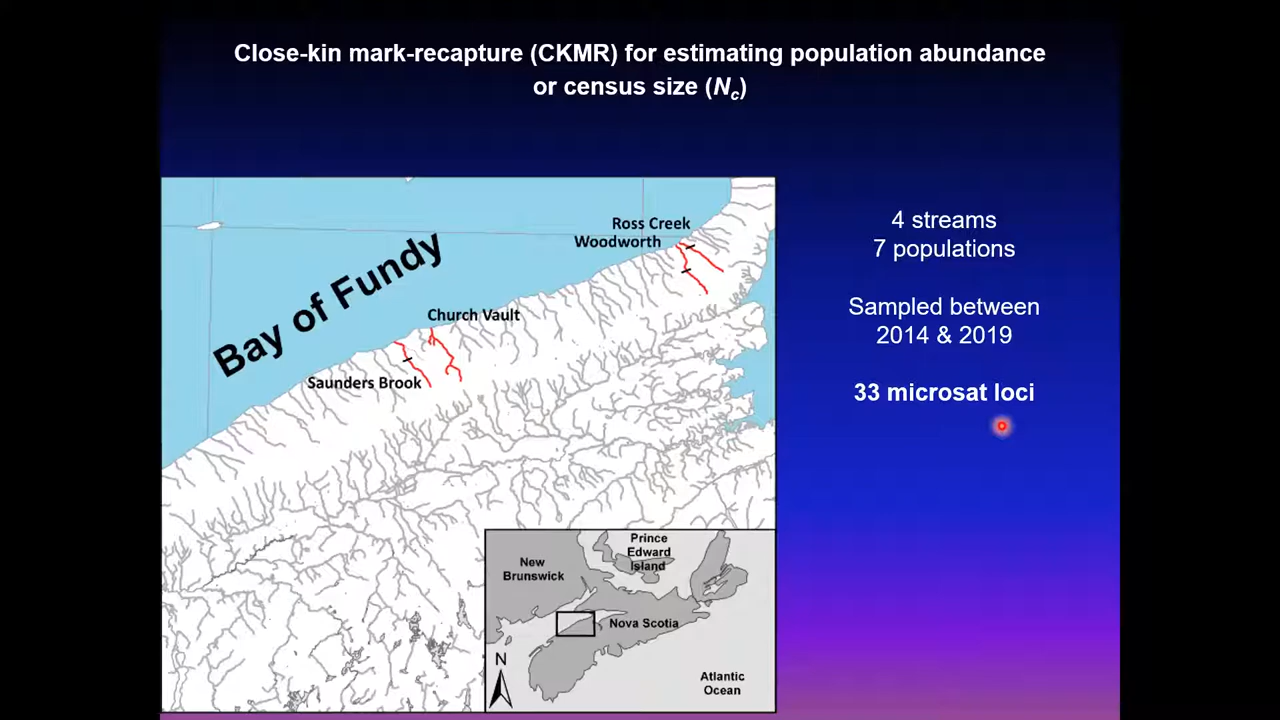 Close-kin mark-recapture (CKMR) for estimating population abundance
or census size (Nc)
Ross Creek
Woodworth
Bay of Fundy
Church Vault
Saunders Brook
4 streams
7 populations
Sampled between
2014 & 2019
33 microsat loci
Prince
Edward
Island
New
Brunswick
Nova Scotia
N
Atlantic
Ocean